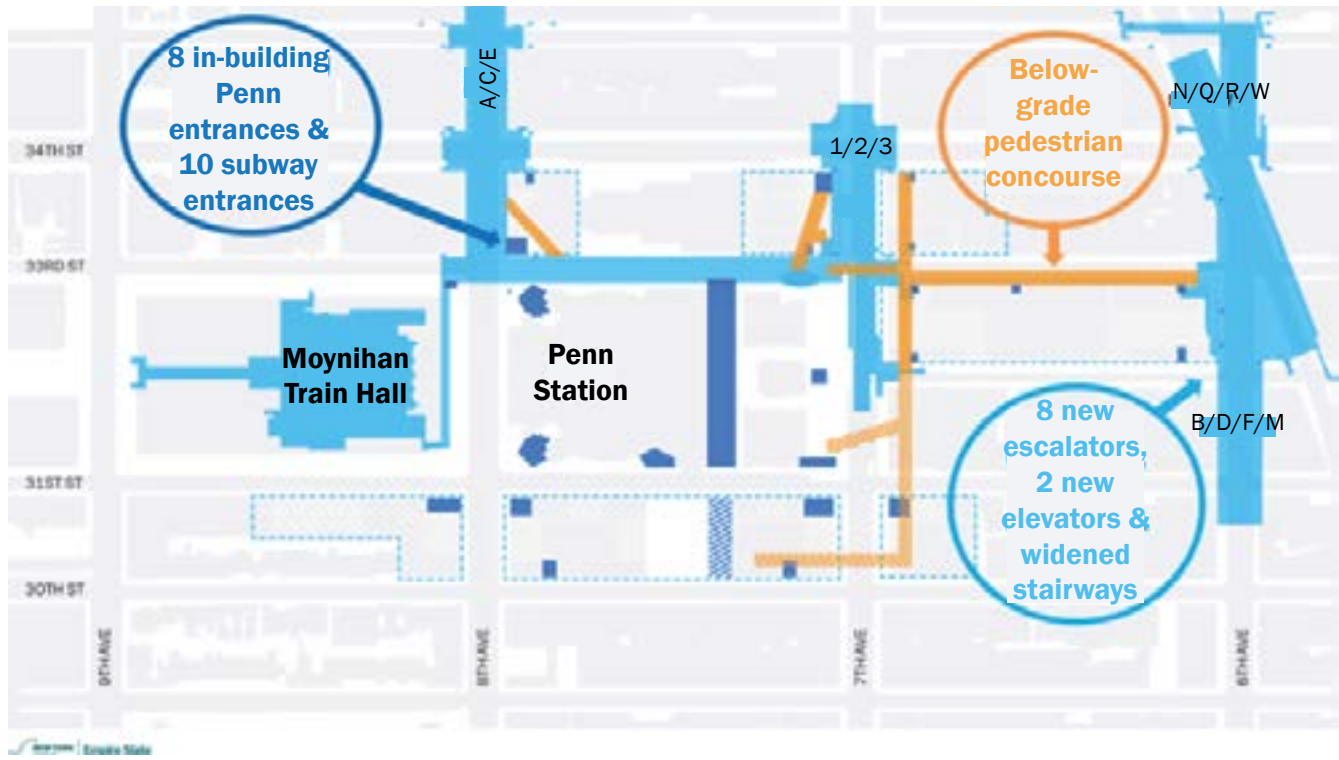 8 in-building
Penn
entrances &
10 subway
entrances
A/C/E
Below-
grade
pedestrian
concourse
N/Q/R/W
1/2/3
34TH ST
33RD ST
Moynihan
Train Hall
Penn
Station
8 new
escalators,
2 new
elevators &
widened
stairways
B/D/F/M
31ST ST
30TH ST
9TH AVE
8TH AVE
7TH AVE
6TH AVE
NEW YORK
Empire State